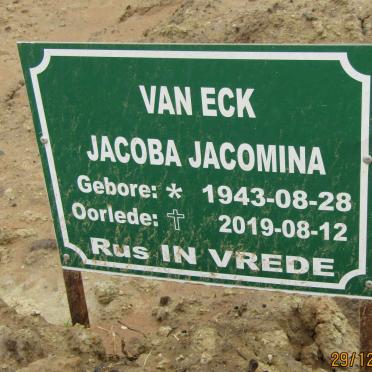 VAN ECK
JACOBA JACOMINA
Gebore: * 1943-08-28
Oorlede: ✝ 2019-08-12
Rus IN VREDE
29/12